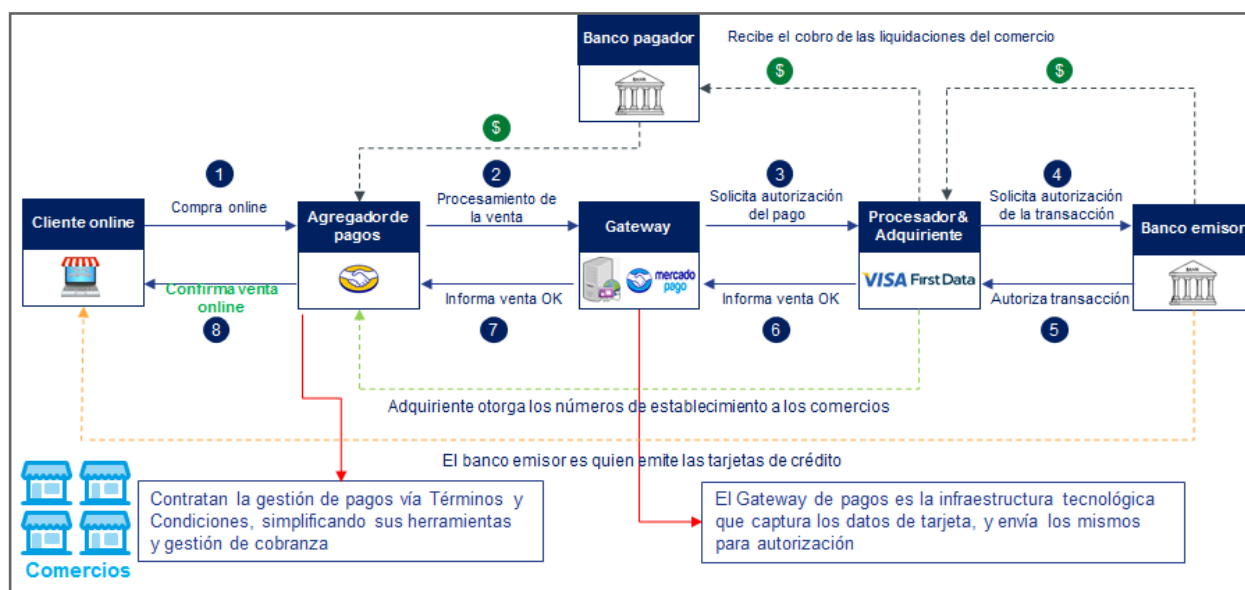 Banco pagador
Recibe el cobro de las liquidaciones del comercio
BANK
$
$
$
1
2
3
4
Compra online
Procesamiento de
la venta
Solicita autorización
del pago
Solicita autorización
de la transacción
Cliente online
Agregador de
pagos
Gateway
Procesador &
Adquiriente
Banco emisor
mercado
pago
VISA First Data
BANK
Confirma venta
online
Informa venta OK
Informa venta OK
Autoriza transacción
8
7
6
5
Adquiriente otorga los números de establecimiento a los comercios
El banco emisor es quien emite las tarjetas de crédito
Contratan la gestión de pagos vía Términos y
Condiciones, simplificando sus herramientas
y gestión de cobranza
El Gateway de pagos es la infraestructura tecnológica
que captura los datos de tarjeta, y envía los mismos
para autorización
Comercios